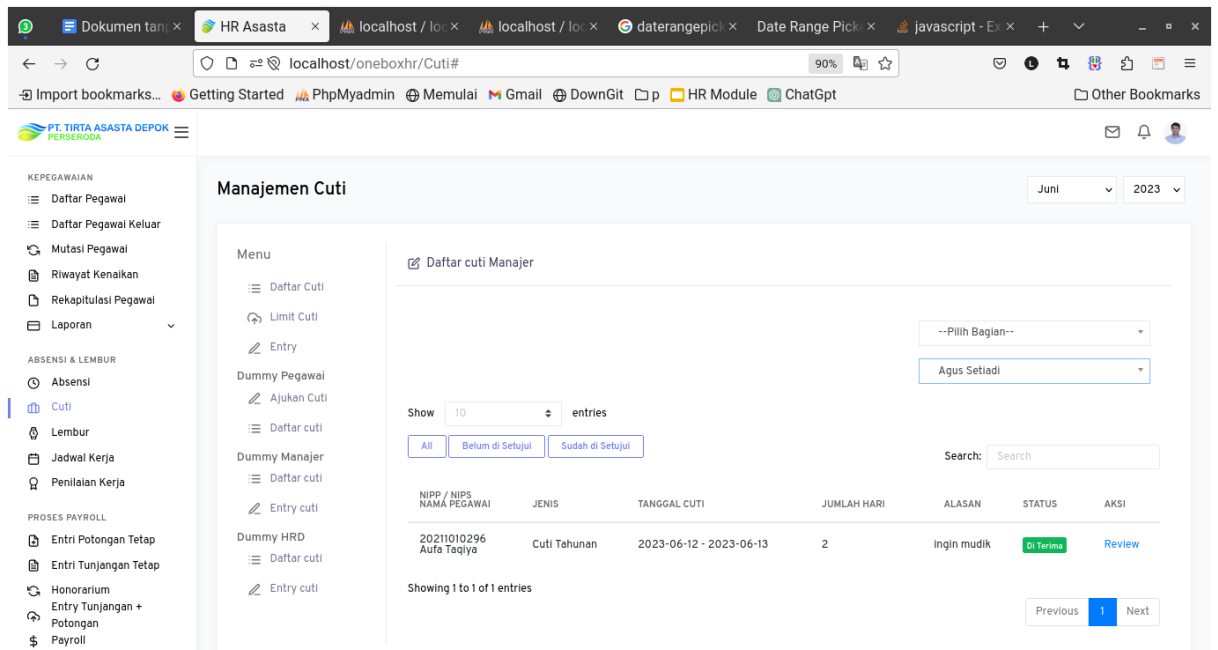 3 Dokumen tan × HR Asasta × localhost / loc × localhost / loc × daterangepick × Date Range Picke × javascript - Ex ×
localhost/oneboxhr/Cuti# 90%
Import bookmarks... Getting Started PhpMyadmin Memulai Gmail DownGit p HR Module ChatGpt Other Bookmarks
PT. TIRTA ASASTA DEPOK
PERSERODA
KEPEGAWAIAN
Daftar Pegawai
Daftar Pegawai Keluar
Mutasi Pegawai
Riwayat Kenaikan
Rekapitulasi Pegawai
Laporan
ABSENSI & LEMBUR
Absensi
Cuti
Lembur
Jadwal Kerja
Penilaian Kerja
PROSES PAYROLL
Entri Potongan Tetap
Entri Tunjangan Tetap
Honorarium
Entry Tunjangan +
Potongan
Payroll
Manajemen Cuti
Juni 2023
Menu
Daftar Cuti
Limit Cuti
Entry
Dummy Pegawai
Ajukan Cuti
Daftar cuti
Dummy Manajer
Daftar cuti
Entry cuti
Dummy HRD
Daftar cuti
Entry cuti
Daftar cuti Manajer
--Pilih Bagian--
Agus Setiadi
Show 10 entries
All Belum di Setujui Sudah di Setujui
Search: Search
NIPP / NIPS
NAMA PEGAWAI JENIS TANGGAL CUTI JUMLAH HARI ALASAN STATUS AKSI
20211010296
Aufa Taqiya Cuti Tahunan 2023-06-12 - 2023-06-13 2 ingin mudik Di Terima Review
Showing 1 to 1 of 1 entries
Previous 1 Next